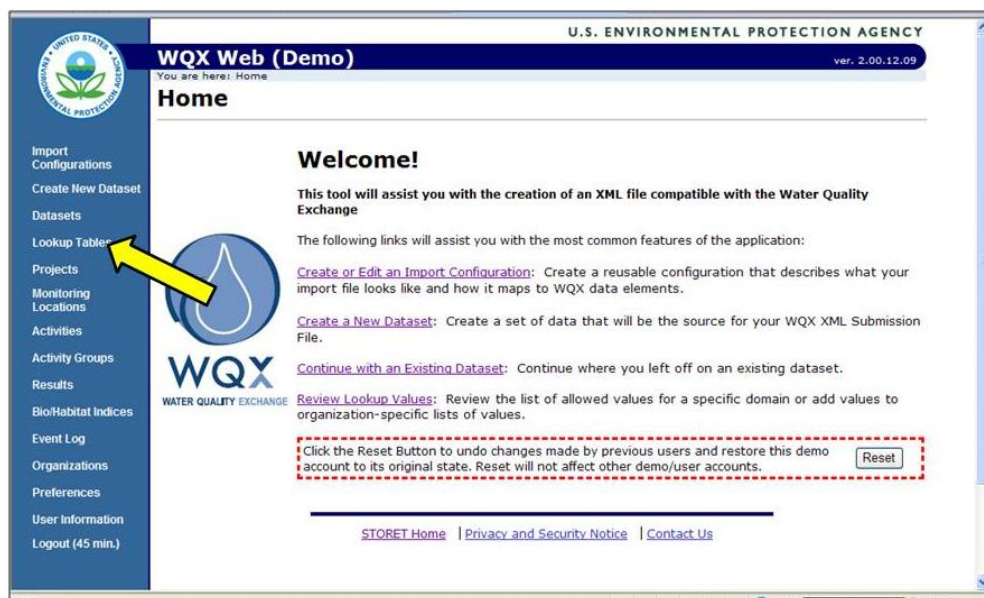 U.S. ENVIRONMENTAL PROTECTION AGENCY
UNITED STATES
ENVIRONMENTAL PROTECTION AGENCY
WQX Web (Demo)
ver. 2.00.12.09
You are here: Home
Home
Import
Configurations
Create New Dataset
Datasets
Lookup Tables
Projects
Monitoring
Locations
Activities
Activity Groups
Results
Bio/Habitat Indices
Event Log
Organizations
Preferences
User Information
Logout (45 min.)
WQX
WATER QUALITY EXCHANGE
Welcome!
This tool will assist you with the creation of an XML file compatible with the Water Quality
Exchange
The following links will assist you with the most common features of the application:
Create or Edit an Import Configuration: Create a reusable configuration that describes what your
import file looks like and how it maps to WQX data elements.
Create a New Dataset: Create a set of data that will be the source for your WQX XML Submission
File.
Continue with an Existing Dataset: Continue where you left off on an existing dataset.
Review Lookup Values: Review the list of allowed values for a specific domain or add values to
organization-specific lists of values.
Click the Reset Button to undo changes made by previous users and restore this demo
account to its original state. Reset will not affect other demo/user accounts.
Reset
STORET Home | Privacy and Security Notice | Contact Us